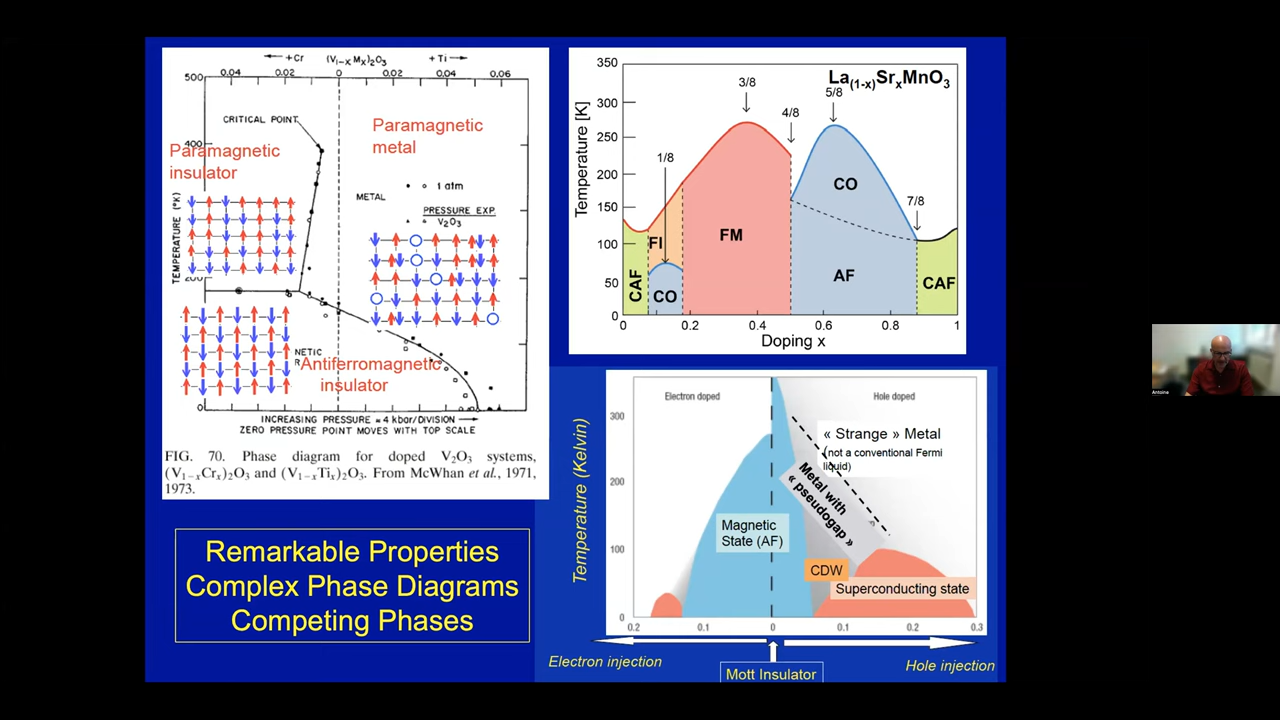 +Cr (V1-xMx)2O3 +Ti
0.04 0.02 0 0.02 0.04 0.06
500
CRITICAL POINT
Paramagnetic
metal
400
Paramagnetic
insulator
1 atm
METAL
PRESSURE EXP.
V2O3
TEMPERATURE (°K)
200
NETIC
R
Antiferromagnetic
insulator
0
INCREASING PRESSURE = 4 kbar/DIVISION
ZERO PRESSURE POINT MOVES WITH TOP SCALE
FIG. 70. Phase diagram for doped V2O3 systems,
(V1−xCrx)2O3 and (V1−xTix)2O3. From McWhan et al., 1971,
1973.
Remarkable Properties
Complex Phase Diagrams
Competing Phases
La(1-x)SrxMnO3
350
300
250
200
150
100
50
0
Temperature [K]
3/8
5/8
4/8
1/8
7/8
CO
FI
FM
CAF
CO
AF
CAF
0 0.2 0.4 0.6 0.8 1
Doping x
Electron doped
Hole doped
300
200
100
0
Temperature (Kelvin)
« Strange » Metal
(not a conventional Fermi
liquid)
Metal with
« pseudogap »
Magnetic
State (AF)
CDW
Superconducting state
0.2 0.1 0 0.1 0.2 0.3
Electron injection
Hole injection
Mott Insulator
Antoine